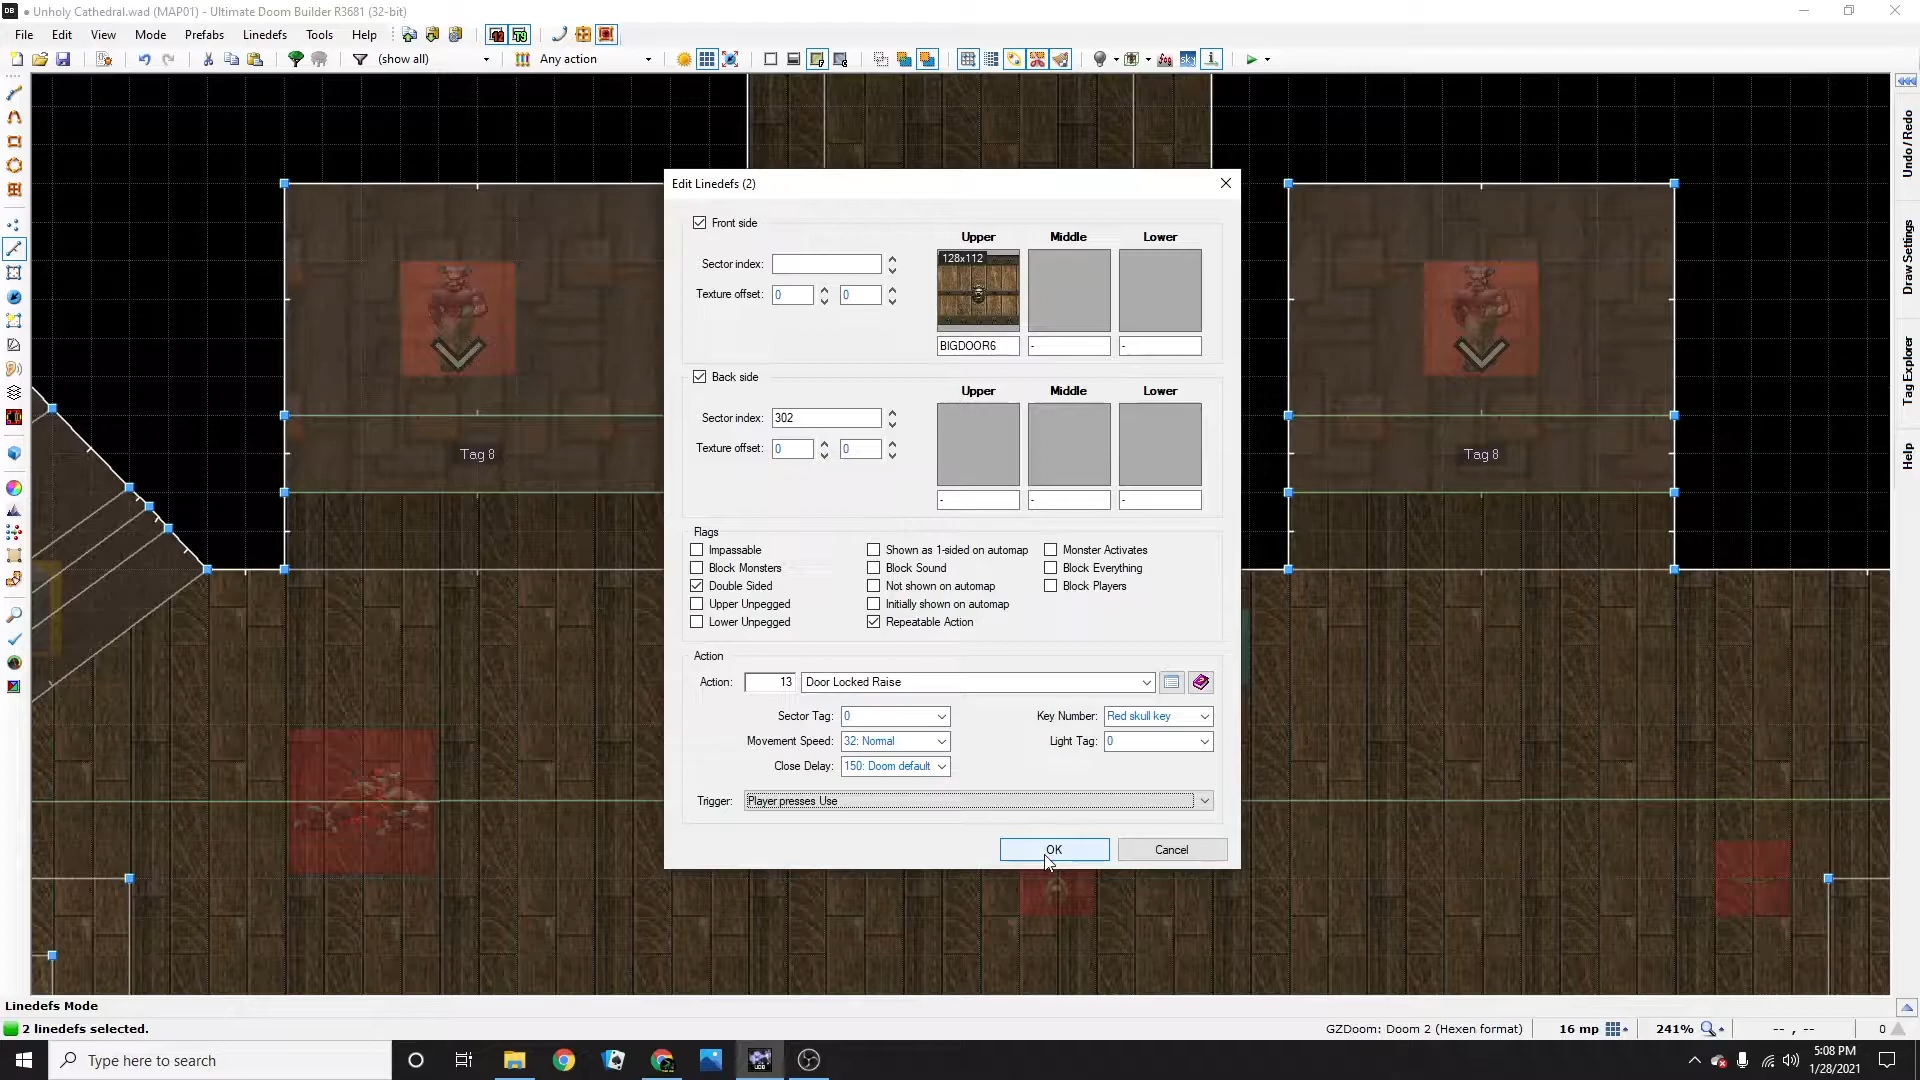 Unholy Cathedral.wad (MAP01) - Ultimate Doom Builder R3681 (32-bit)
File Edit View Mode Prefabs Linedefs Tools Help
(show all) Any action
Undo / Redo
Draw Settings
Tag Explorer
Help
Edit Linedefs (2)
Front side
Upper Middle Lower
Sector index:
128x112
Texture offset: 0 0
BIGDOOR6 - -
Back side
Upper Middle Lower
Sector index: 302
Texture offset: 0 0
- - -
Tag 8
Tag 8
Flags
Impassable Shown as 1-sided on automap Monster Activates
Block Monsters Block Sound Block Everything
Double Sided Not shown on automap Block Players
Upper Unpegged Initially shown on automap
Lower Unpegged Repeatable Action
Action
Action: 13 Door Locked Raise
Sector Tag: 0 Key Number: Red skull key
Movement Speed: 32: Normal Light Tag: 0
Close Delay: 150: Doom default
Trigger: Player presses Use
OK Cancel
Linedefs Mode
2 linedefs selected. GZDoom: Doom 2 (Hexen format) 16 mp 241% -- , -- 0
Type here to search
5:08 PM
1/28/2021